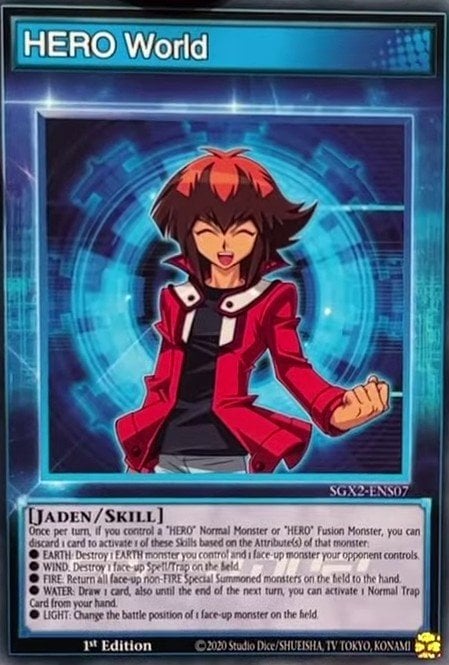 HERO World
SGX2-ENS07
[JADEN/SKILL]
Once per turn, if you control a "HERO" Normal Monster or "HERO" Fusion Monster, you can
discard 1 card to activate 1 of these Skills based on the Attribute(s) of that monster:
● EARTH: Destroy 1 EARTH monster you control and 1 face-up monster your opponent controls.
● WIND: Destroy 1 face-up Spell/Trap on the field.
● FIRE: Return all face-up non-FIRE Special Summoned monsters on the field to the hand.
● WATER: Draw 1 card, also until the end of the next turn, you can activate 1 Normal Trap
Card from your hand.
● LIGHT: Change the battle position of 1 face-up monster on the field.
1st Edition
©2020 Studio Dice/SHUEISHA, TV TOKYO, KONAMI